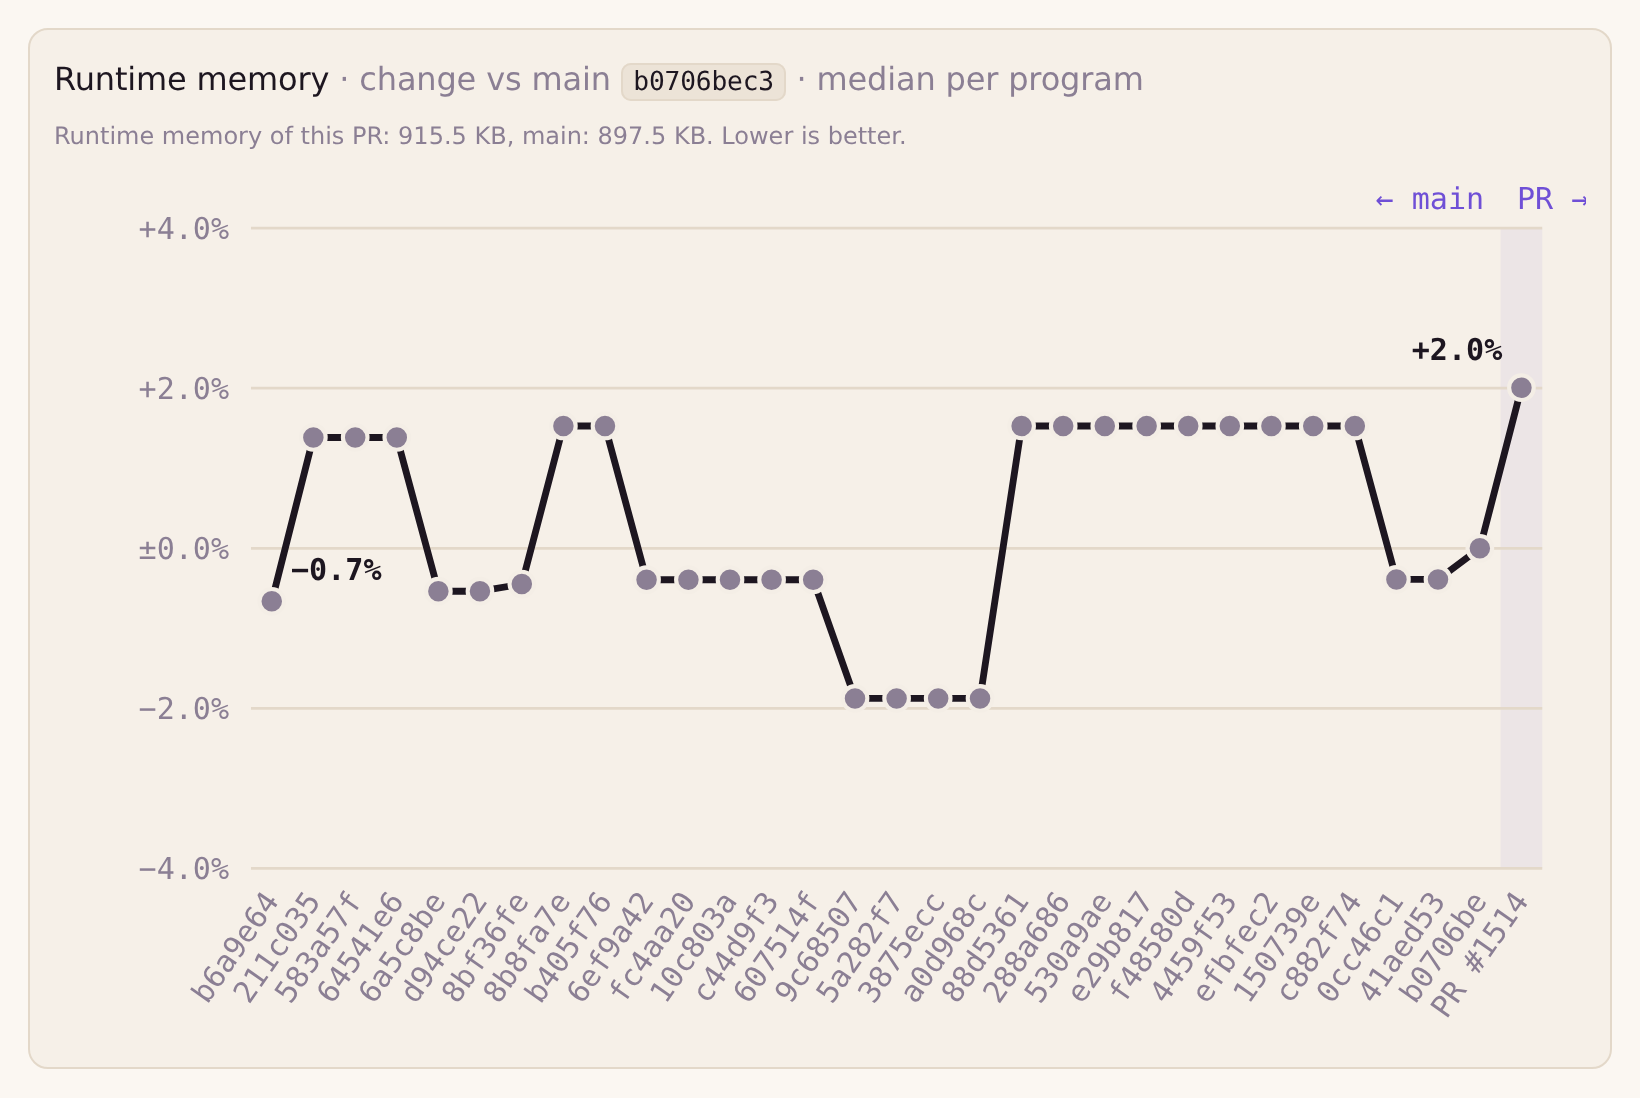 Runtime memory · change vs main b0706bec3 · median per program
Runtime memory of this PR: 915.5 KB, main: 897.5 KB. Lower is better.
← main PR →
+4.0%
+2.0%
+2.0%
±0.0%
−0.7%
−2.0%
−4.0%
b6a9e64
211c035
583a57f
64541e6
6a5c8be
d94ce22
8bf36fe
8b8fa7e
b405f76
6ef9a42
fc4aa20
10c803a
c44d9f3
607514f
9c68507
5a282f7
3875ecc
a0d968c
88d5361
288a686
530a9ae
e29b817
f4580d
4459f53
efbfec2
150739e
c882f74
0cc46c1
41aed53
b0706be
PR #1514